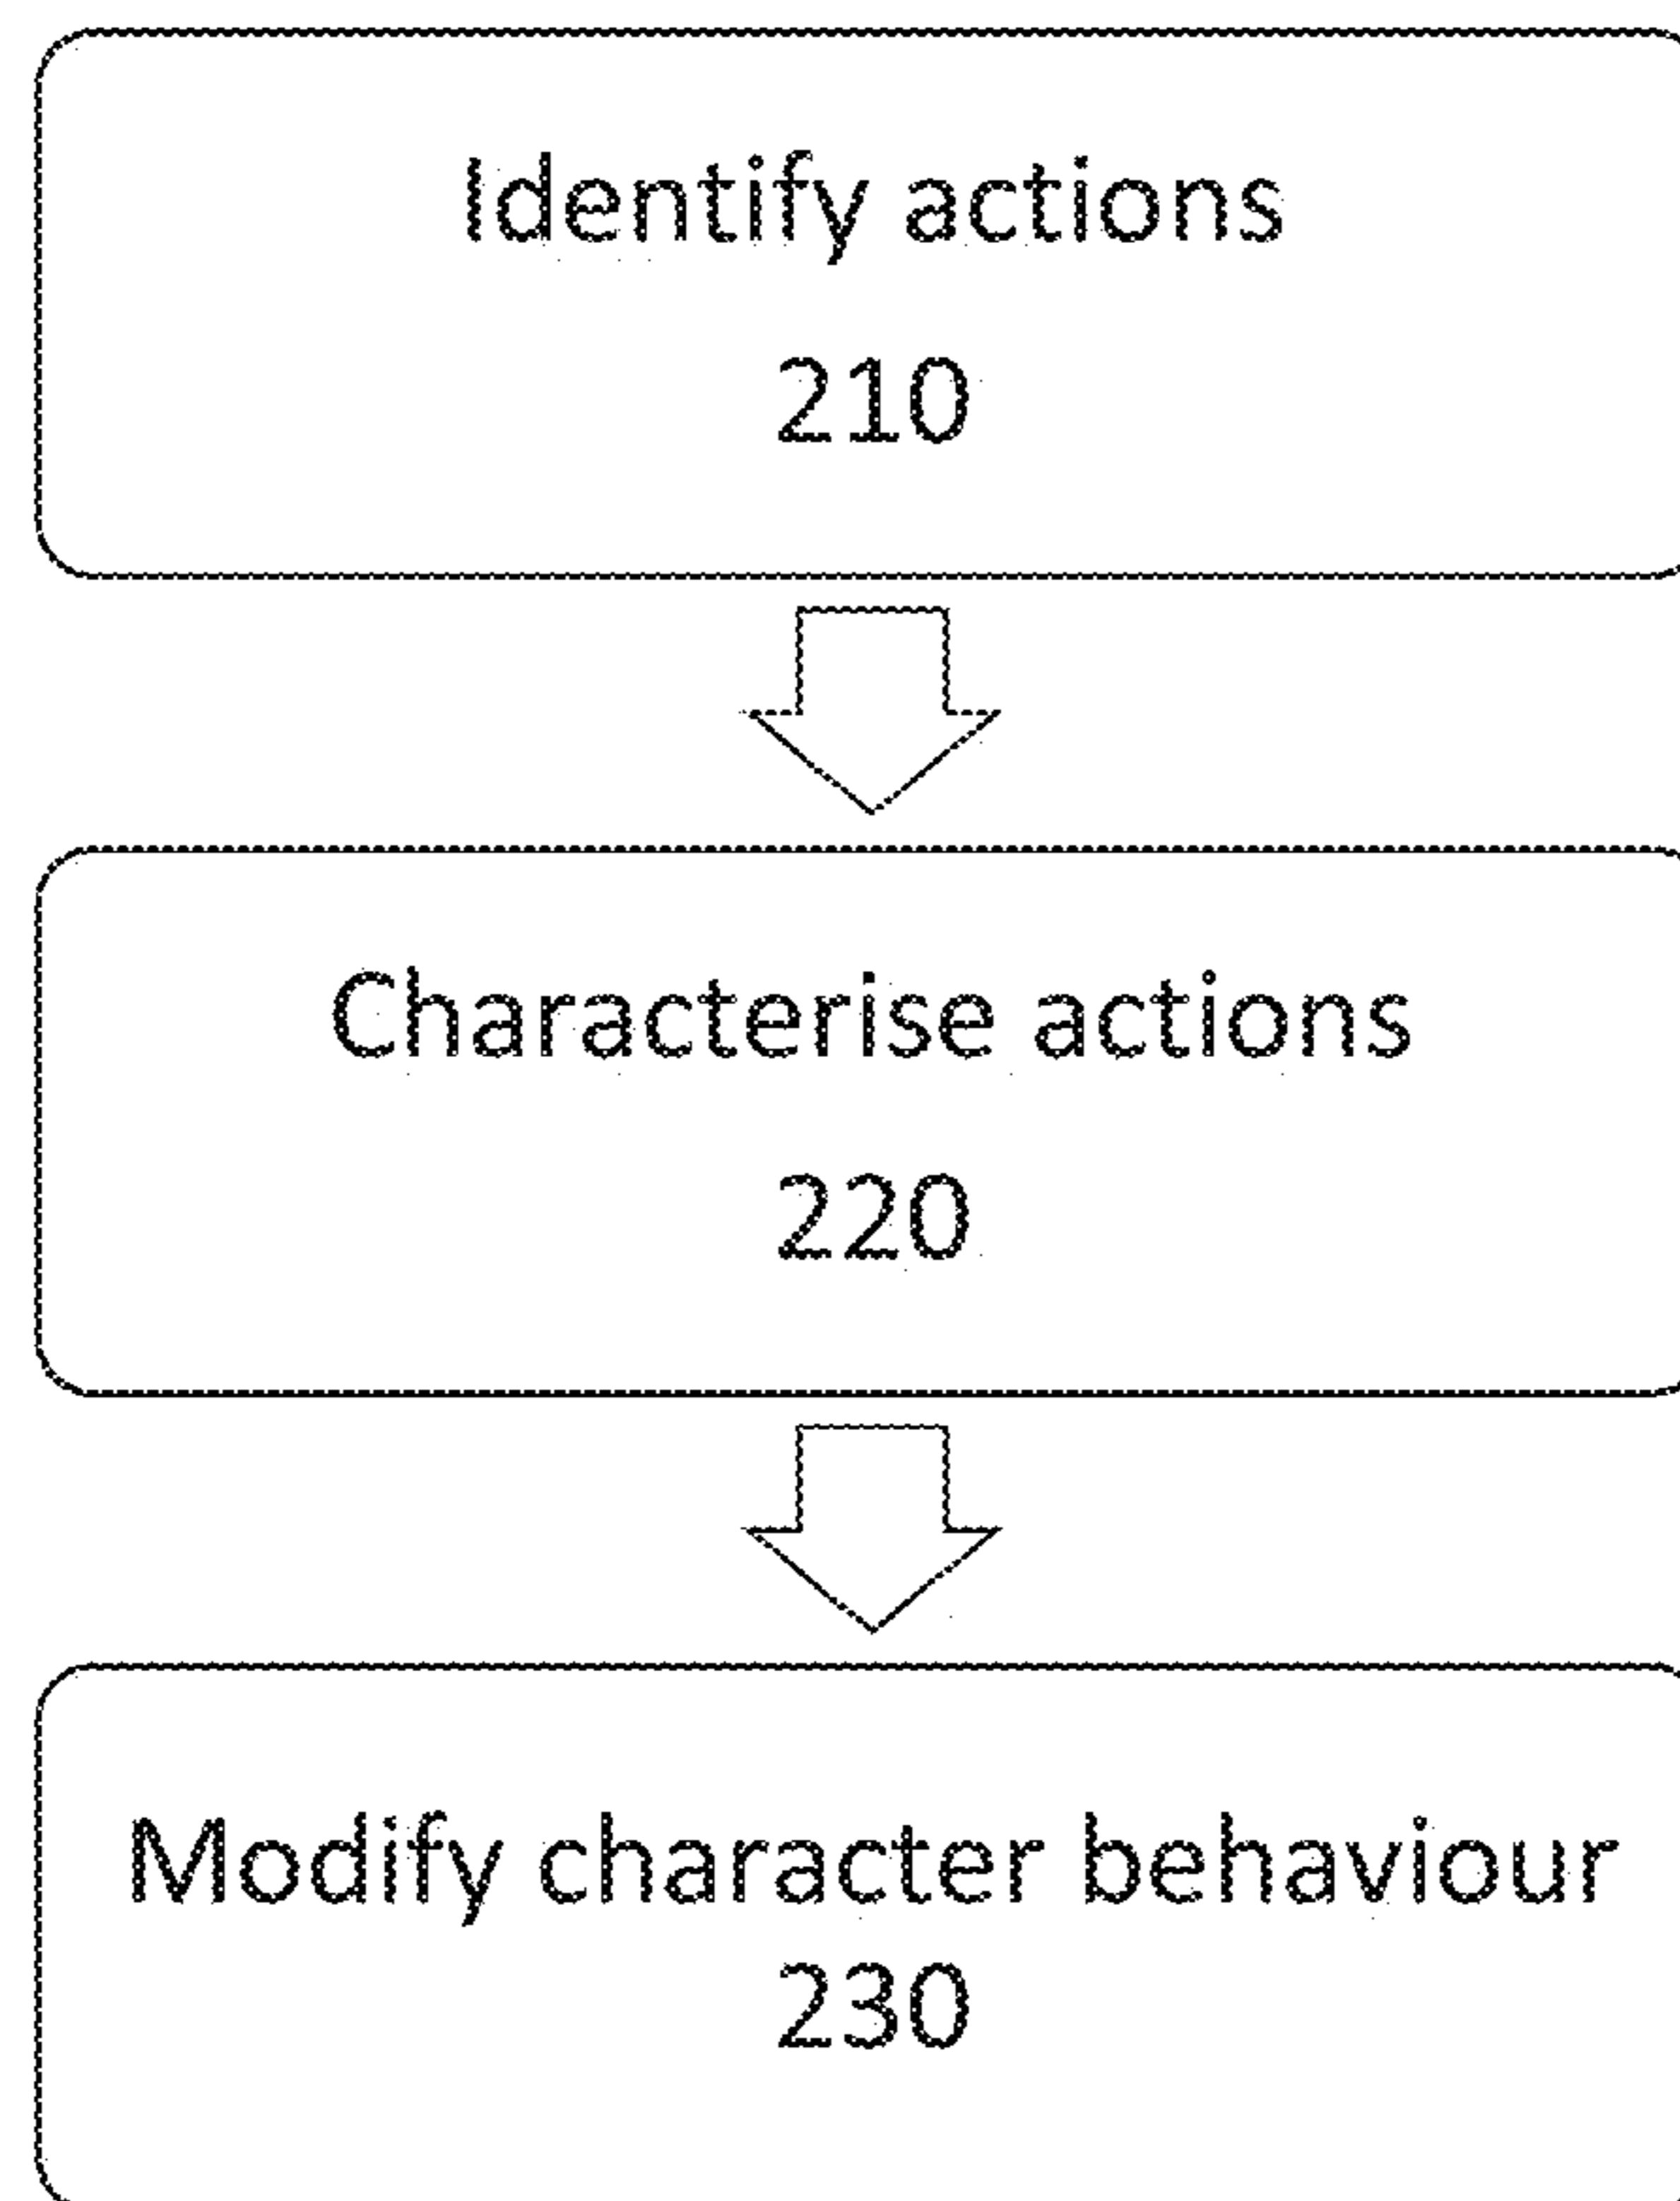 Identify actions
210
Characterise actions
220
Modify character behaviour
230